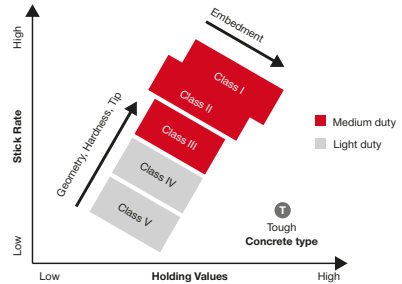 High
Stick Rate
Low
Geometry, Hardness, Tip
Embedment
Class I
Class II
Class III
Class IV
Class V
Medium duty
Light duty
T
Tough
Concrete type
Low
Holding Values
High